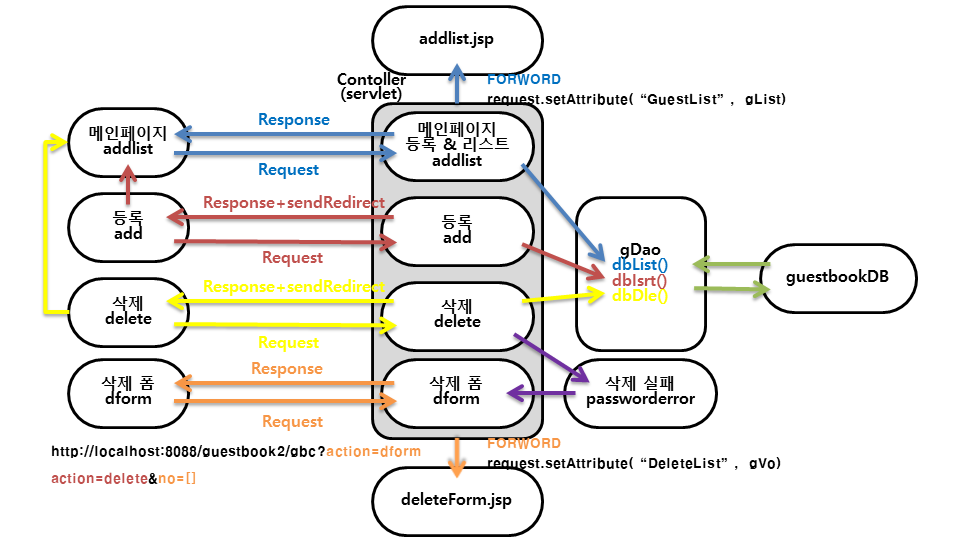 addlist.jsp
Contoller
(servlet)
FORWORD
request.setAttribute( “GuestList” , gList)
메인페이지
addlist
Response
Request
메인페이지
등록 & 리스트
addlist
등록
add
Response+sendRedirect
Request
등록
add
gDao
dbList()
dbIsrt()
dbDle()
guestbookDB
삭제
delete
Response+sendRedirect
Request
삭제
delete
삭제 폼
dform
Response
Request
삭제 폼
dform
삭제 실패
passworderror
http://localhost:8088/guestbook2/gbc?action=dform
action=delete&no=[]
FORWORD
request.setAttribute( “DeleteList” , gVo)
deleteForm.jsp